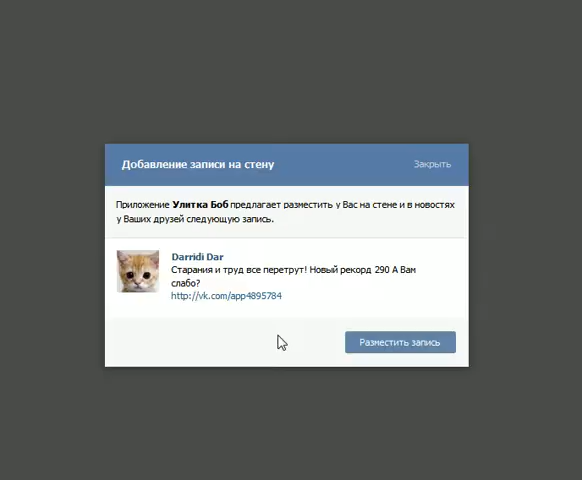 Добавление записи на стену
Закрыть
Приложение Улитка Боб предлагает разместить у Вас на стене и в новостях
у Ваших друзей следующую запись.
Darridi Dar
Старания и труд все перетрут! Новый рекорд 290 А Вам
слабо?
http://vk.com/app4895784
Разместить запись